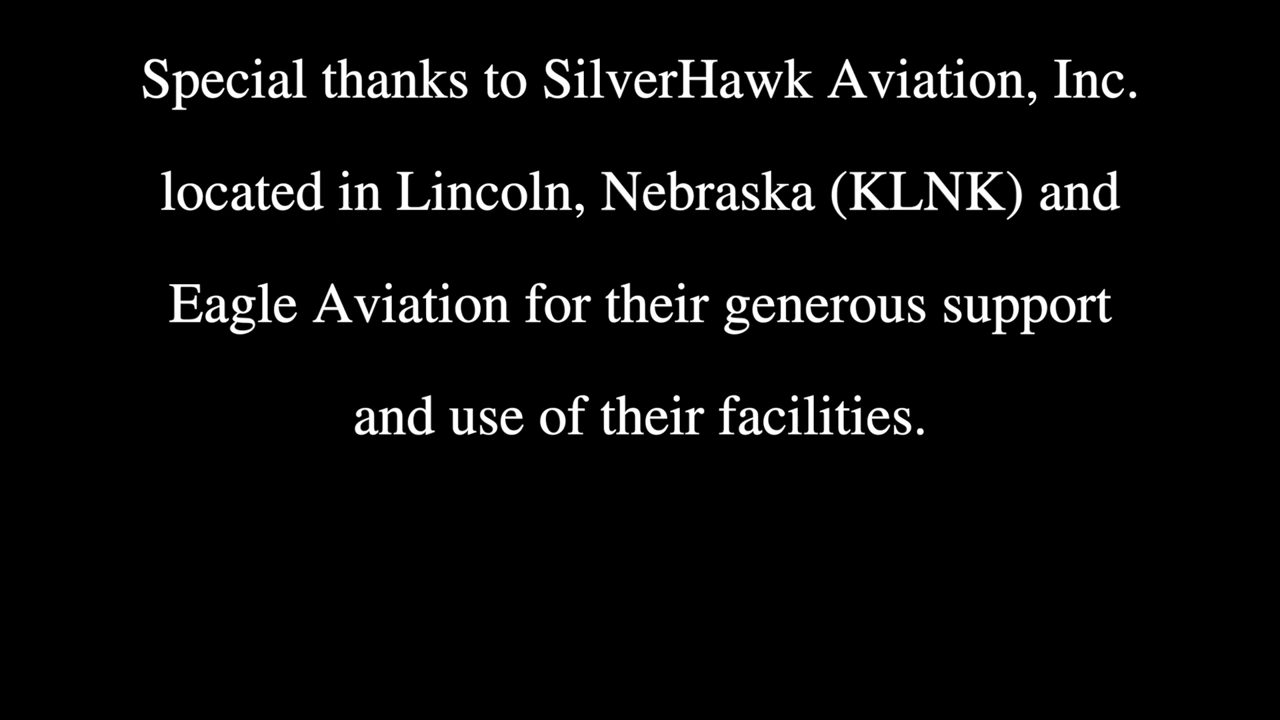 Special thanks to SilverHawk Aviation, Inc.
located in Lincoln, Nebraska (KLNK) and
Eagle Aviation for their generous support
and use of their facilities.